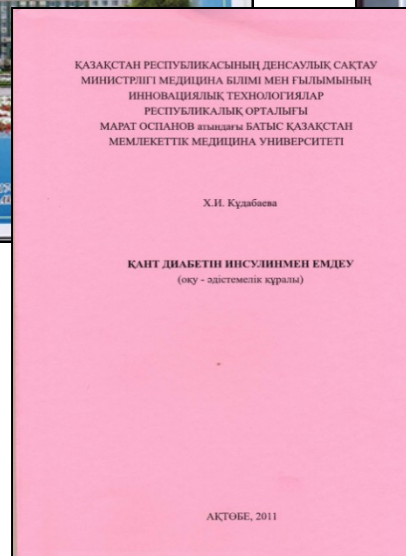 ҚАЗАҚСТАН РЕСПУБЛИКАСЫНЫҢ ДЕНСАУЛЫҚ САҚТАУ
МИНИСТРЛІГІ МЕДИЦИНА БІЛІМІ МЕН ҒЫЛЫМЫНЫҢ
ИННОВАЦИЯЛЫҚ ТЕХНОЛОГИЯЛАР
РЕСПУБЛИКАЛЫҚ ОРТАЛЫҒЫ
МАРАТ ОСПАНОВ атындағы БАТЫС ҚАЗАҚСТАН
МЕМЛЕКЕТТІК МЕДИЦИНА УНИВЕРСИТЕТІ
Х.И. Құдабаева
ҚАНТ ДИАБЕТІН ИНСУЛИНМЕН ЕМДЕУ
(оқу - әдістемелік құралы)
АҚТӨБЕ, 2011